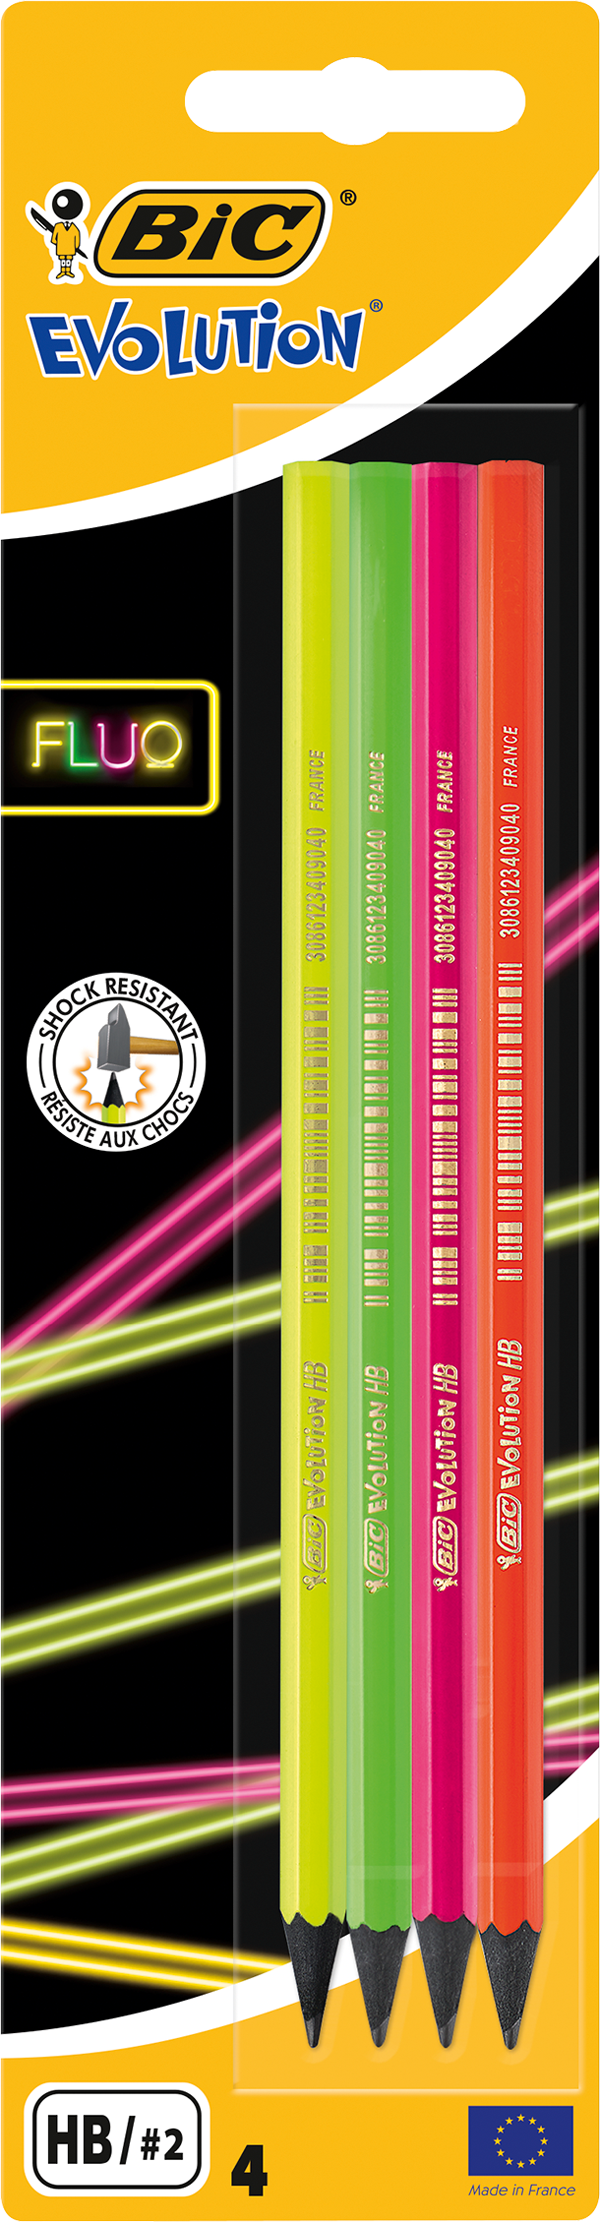 BiC®
EVOLUTION®
FLUO
SHOCK RESISTANT
RÉSISTE AUX CHOCS
BiC EVOLUTION HB 3086123409040 FRANCE
BiC EVOLUTION HB 3086123409040 FRANCE
BiC EVOLUTION HB 3086123409040 FRANCE
BiC EVOLUTION HB 3086123409040 FRANCE
HB/#2
4
Made in France